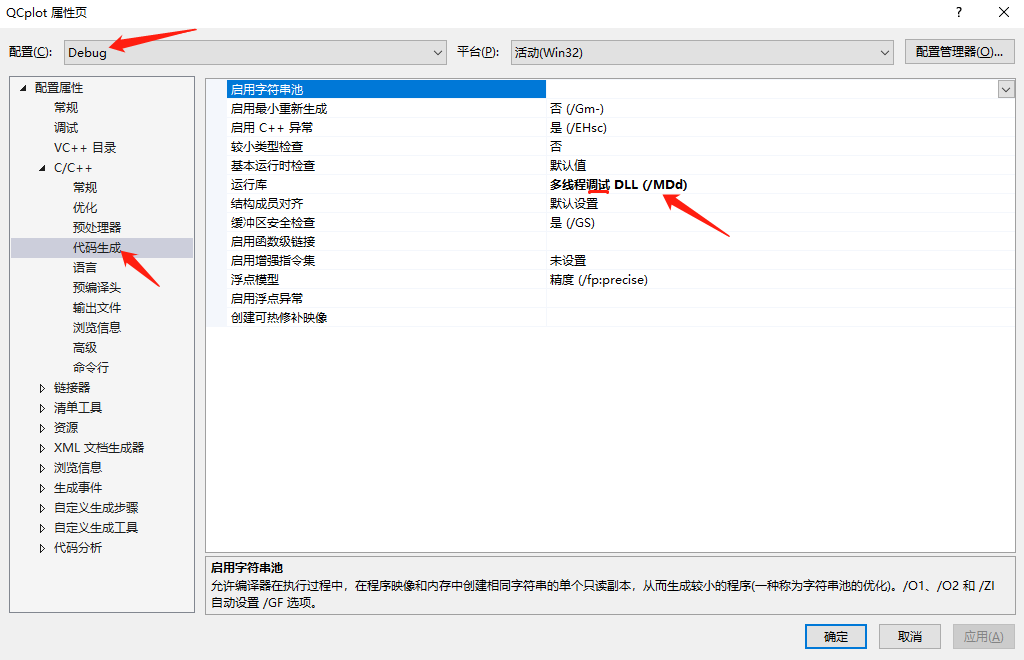 QCplot 属性页
?
配置(C): Debug 平台(P): 活动(Win32) 配置管理器(O)...
配置属性
常规
调试
VC++ 目录
C/C++
常规
优化
预处理器
代码生成
语言
预编译头
输出文件
浏览信息
高级
命令行
链接器
清单工具
资源
XML 文档生成器
浏览信息
生成事件
自定义生成步骤
自定义生成工具
代码分析
启用字符串池
启用最小重新生成 否 (/Gm-)
启用 C++ 异常 是 (/EHsc)
较小类型检查 否
基本运行时检查 默认值
运行库 多线程调试 DLL (/MDd)
结构成员对齐 默认设置
缓冲区安全检查 是 (/GS)
启用函数级链接
启用增强指令集 未设置
浮点模型 精度 (/fp:precise)
启用浮点异常
创建可热修补映像
启用字符串池
允许编译器在执行过程中，在程序映像和内存中创建相同字符串的单个只读副本，从而生成较小的程序(一种称为字符串池的优化)。/O1、/O2 和 /ZI
自动设置 /GF 选项。
确定 取消 应用(A)